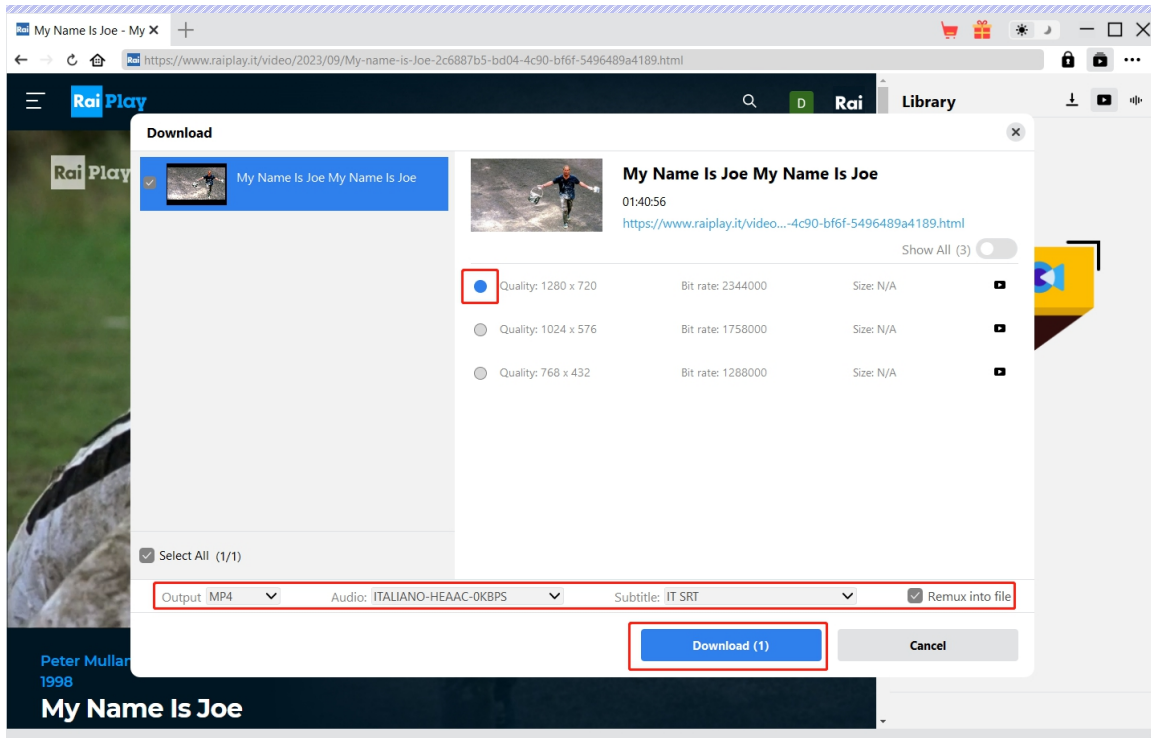 Rai My Name Is Joe - My
https://www.raiplay.it/video/2023/09/My-name-is-Joe-2c6887b5-bd04-4c90-bf6f-5496489a4189.html
Rai Play
D
Rai
Library
Download
Rai Play
My Name Is Joe My Name Is Joe
My Name Is Joe My Name Is Joe
01:40:56
https://www.raiplay.it/video...-4c90-bf6f-5496489a4189.html
Show All (3)
Quality: 1280 x 720 Bit rate: 2344000 Size: N/A
Quality: 1024 x 576 Bit rate: 1758000 Size: N/A
Quality: 768 x 432 Bit rate: 1288000 Size: N/A
Select All (1/1)
Output MP4 Audio: ITALIANO-HEAAC-0KBPS Subtitle: IT SRT Remux into file
Download (1) Cancel
Peter Mullan
1998
My Name Is Joe